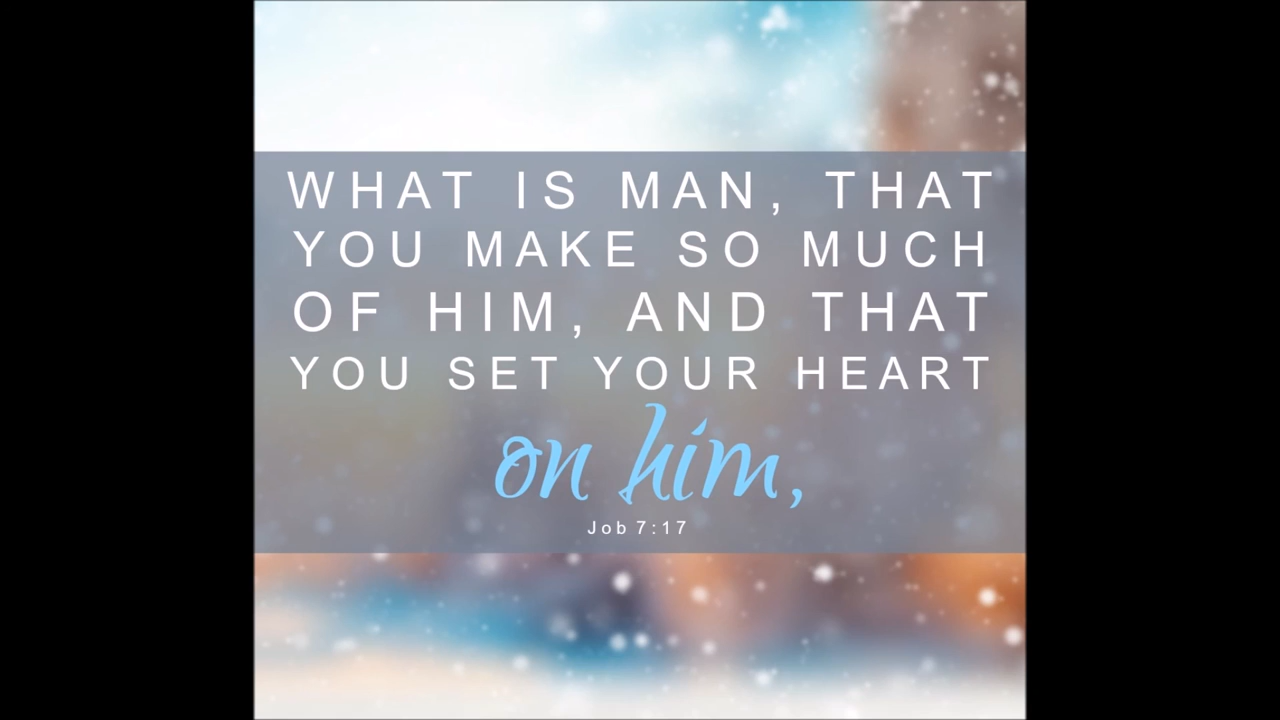 WHAT IS MAN, THAT
YOU MAKE SO MUCH
OF HIM, AND THAT
YOU SET YOUR HEART
on him,
Job 7:17